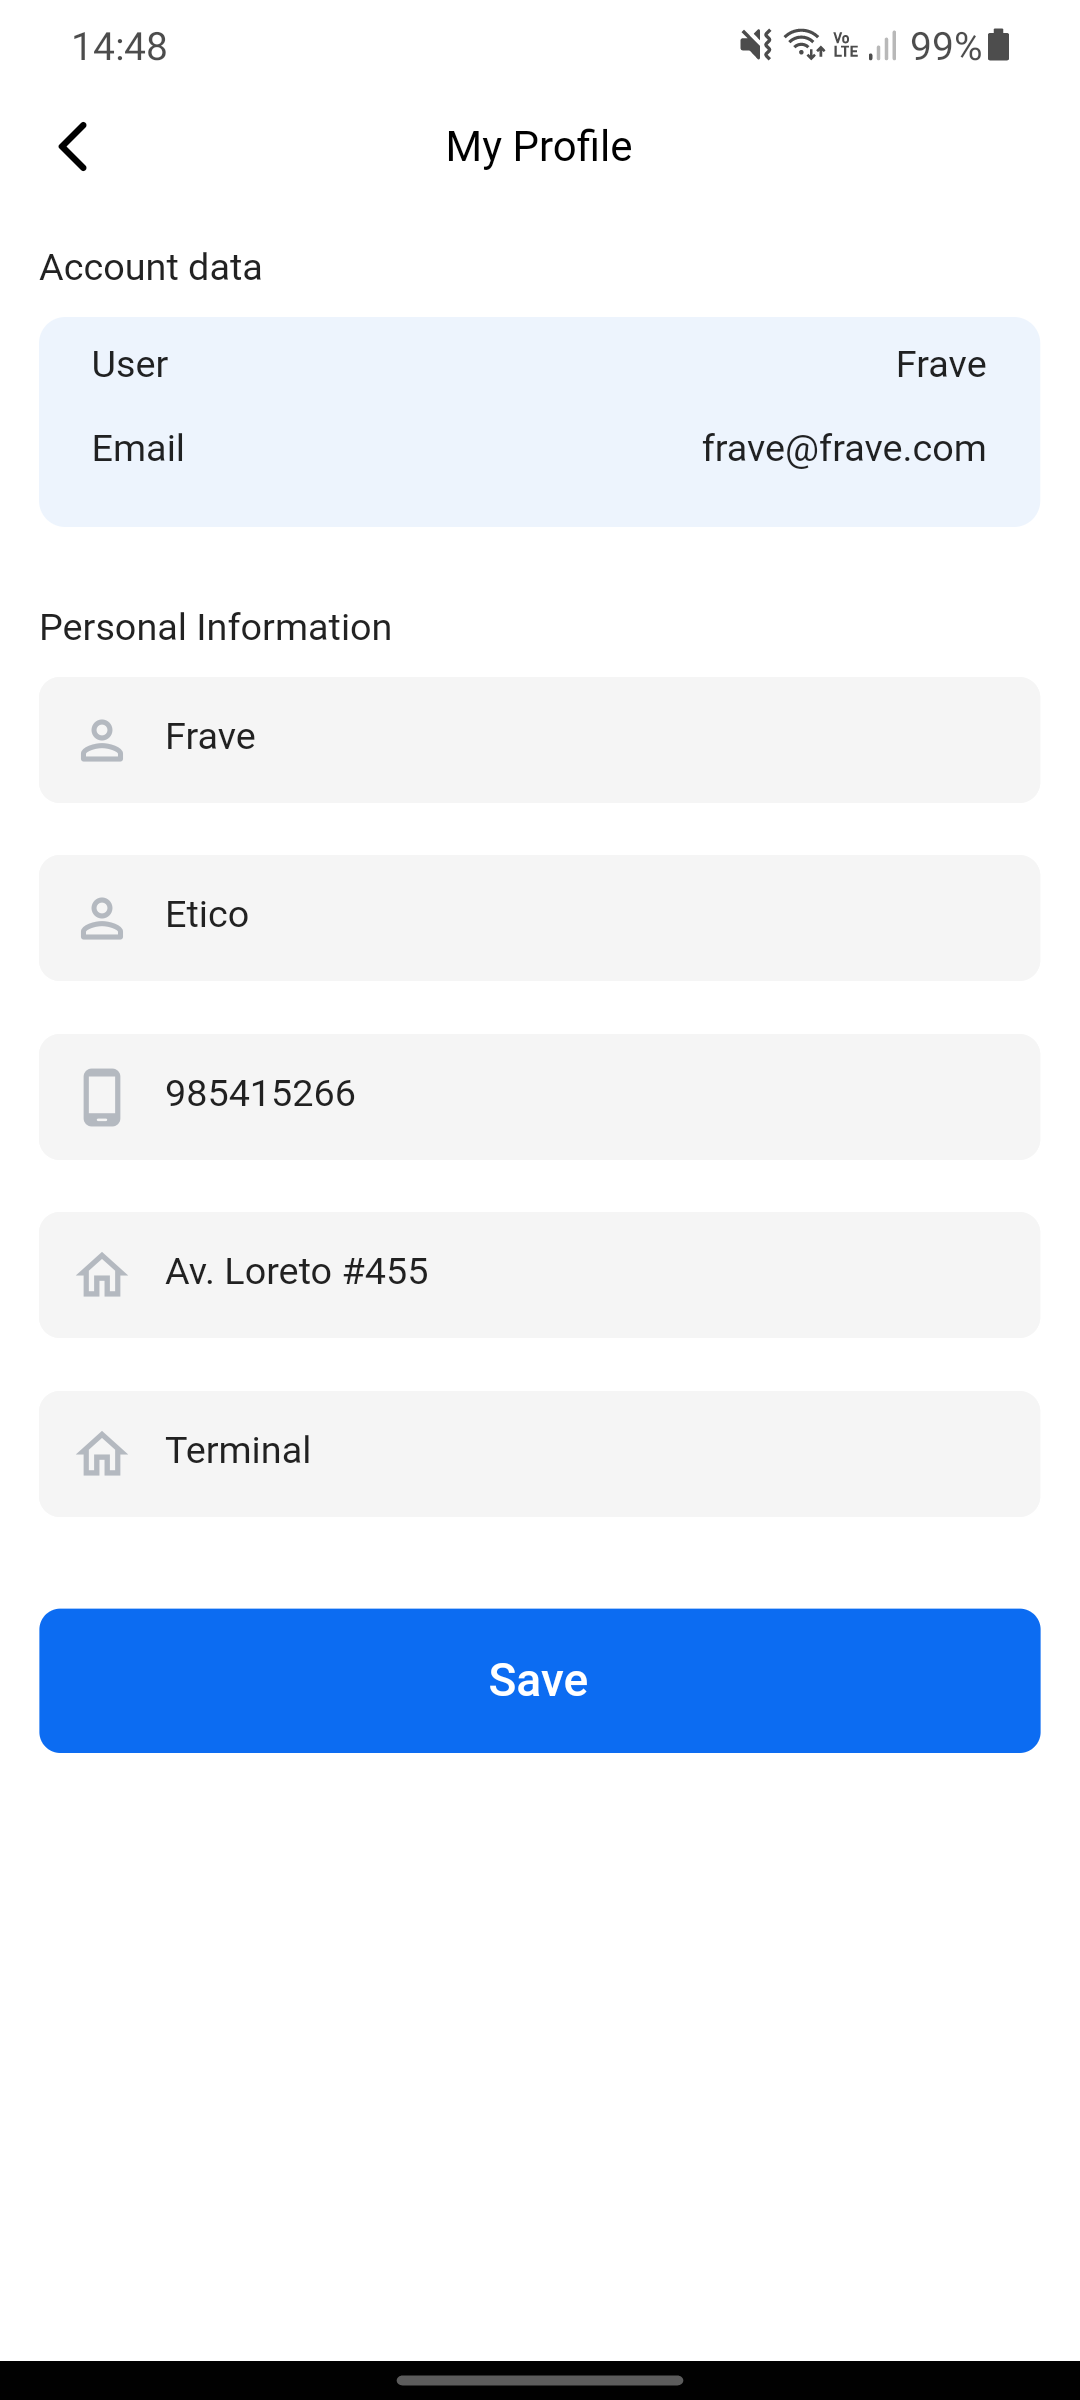 14:48
Vo LTE 99%
My Profile
Account data
User Frave
Email frave@frave.com
Personal Information
Frave
Etico
985415266
Av. Loreto #455
Terminal
Save